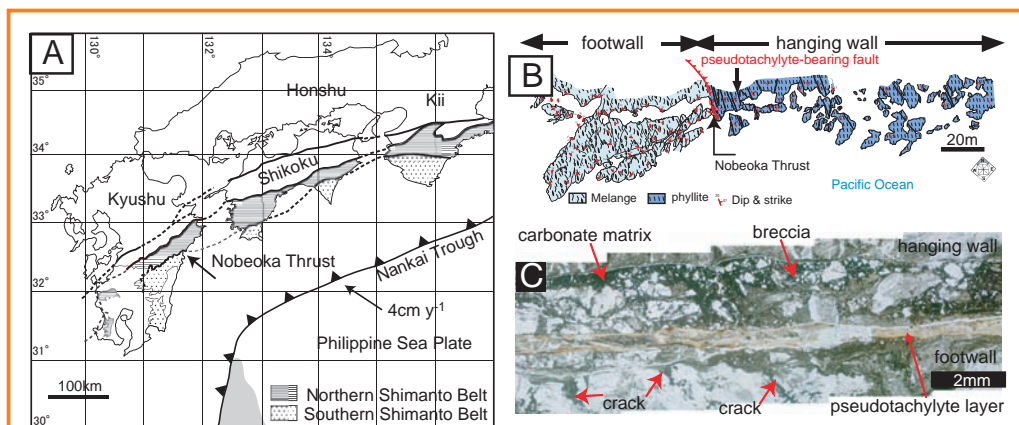 A
130°
132°
134°
35°
34°
33°
32°
31°
30°
Honshu
Kii
Shikoku
Kyushu
Nobeoka Thrust
Nankai Trough
4cm y-1
Philippine Sea Plate
100km
Northern Shimanto Belt
Southern Shimanto Belt
footwall
hanging wall
B
pseudotachylyte-bearing fault
20m
Nobeoka Thrust
Pacific Ocean
Melange
phyllite
Dip & strike
carbonate matrix
breccia
hanging wall
C
footwall
2mm
crack
crack
pseudotachylyte layer